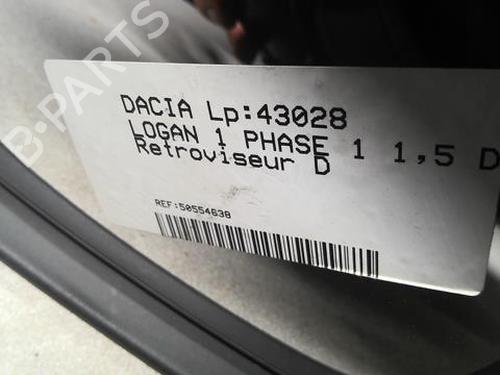 B-PARTS
DACIA Lp:43028
LOGAN 1 PHASE 1 1,5 D
Retroviseur D
REF:50554638